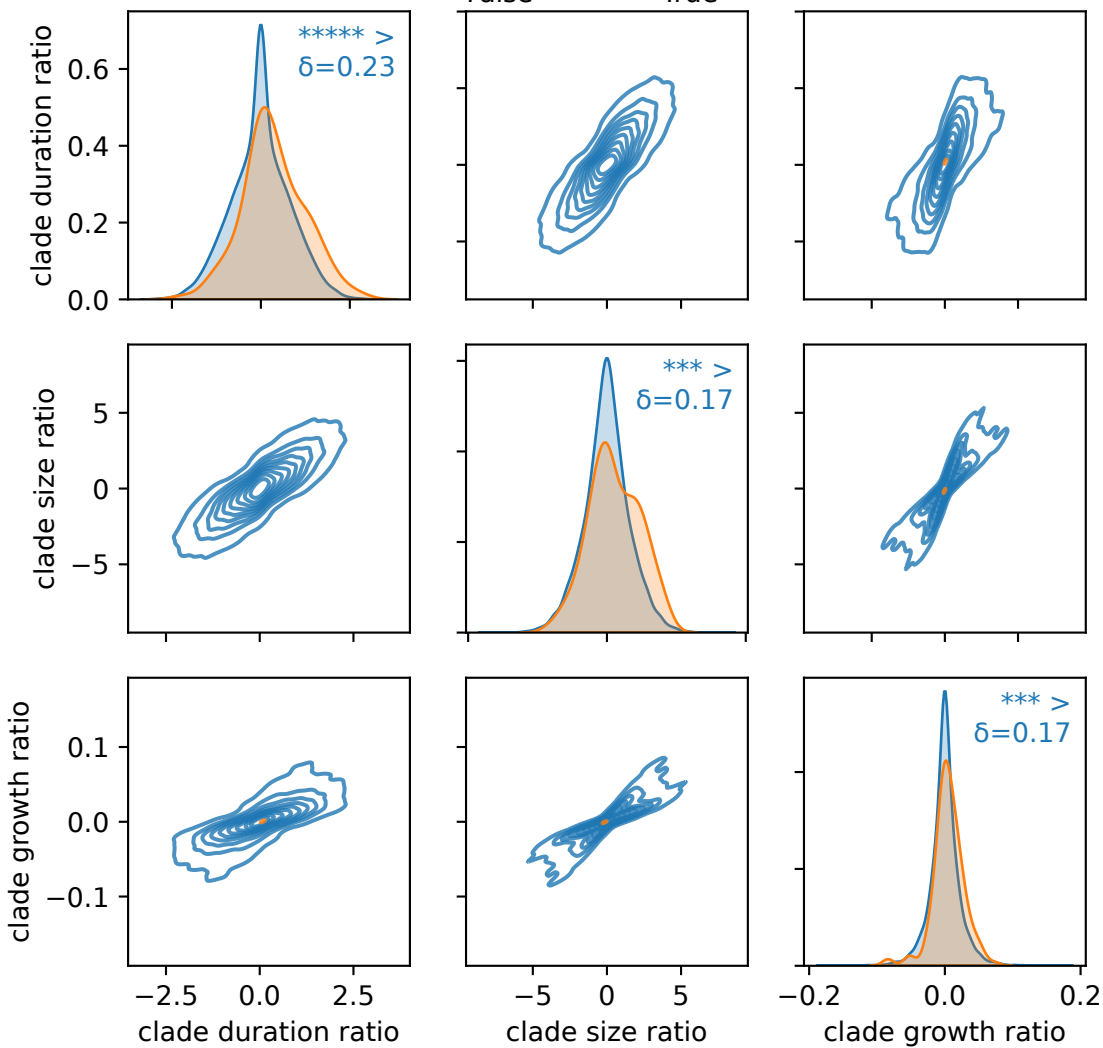 True
clade duration ratio
0.6
0.4
0.2
0.0
***** >
δ=0.23
clade size ratio
5
0
−5
*** >
δ=0.17
clade growth ratio
0.1
0.0
−0.1
*** >
δ=0.17
−2.5
0.0
2.5
−5
0
5
−0.2
0.0
0.2
clade duration ratio
clade size ratio
clade growth ratio